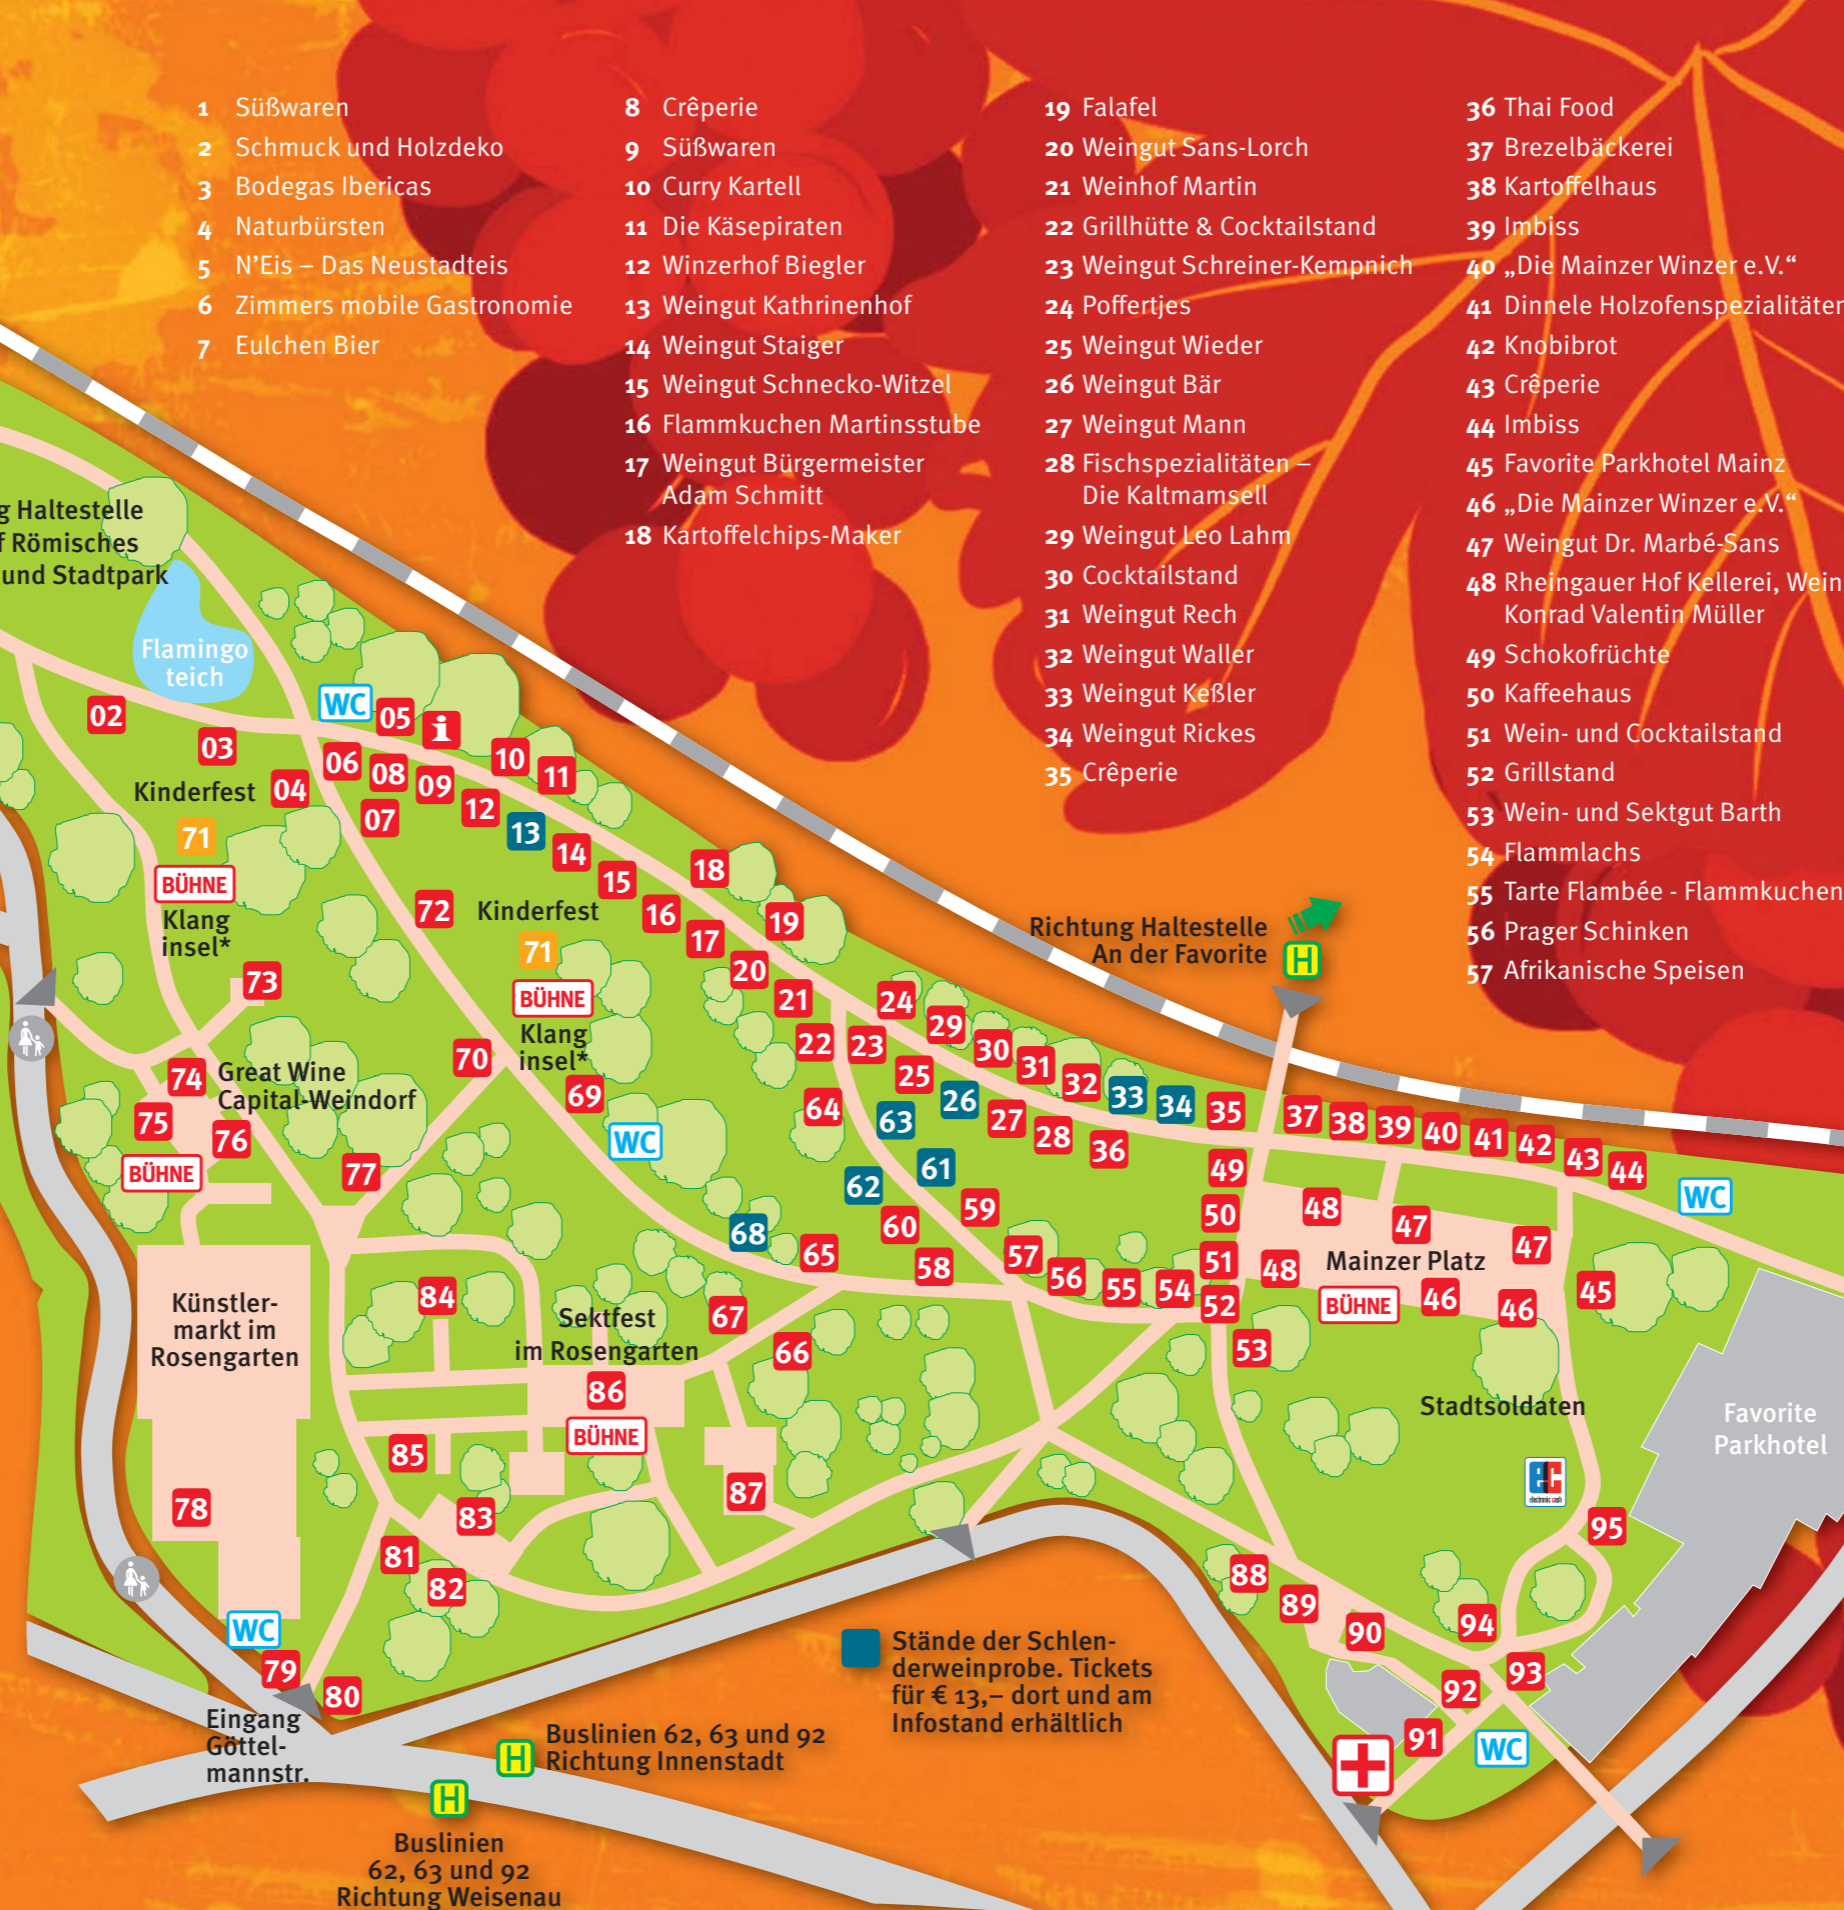 1 Süßwaren
2 Schmuck und Holzdeko
3 Bodegas Ibericas
4 Naturbürsten
5 N’Eis – Das Neustadteis
6 Zimmers mobile Gastronomie
7 Eulchen Bier
8 Crêperie
9 Süßwaren
10 Curry Kartell
11 Die Käsepiraten
12 Winzerhof Biegler
13 Weingut Kathrinenhof
14 Weingut Staiger
15 Weingut Schnecko-Witzel
16 Flammkuchen Martinsstube
17 Weingut Bürgermeister
Adam Schmitt
18 Kartoffelchips-Maker
19 Falafel
20 Weingut Sans-Lorch
21 Weinhof Martin
22 Grillhütte & Cocktailstand
23 Weingut Schreiner-Kempnich
24 Poffertjes
25 Weingut Wieder
26 Weingut Bär
27 Weingut Mann
28 Fischspezialitäten –
Die Kaltmamsell
29 Weingut Leo Lahm
30 Cocktailstand
31 Weingut Rech
32 Weingut Waller
33 Weingut Keßler
34 Weingut Rickes
35 Crêperie
36 Thai Food
37 Brezelbäckerei
38 Kartoffelhaus
39 Imbiss
40 „Die Mainzer Winzer e.V.“
41 Dinnele Holzofenspezialitäten
42 Knobibrot
43 Crêperie
44 Imbiss
45 Favorite Parkhotel Mainz
46 „Die Mainzer Winzer e.V.“
47 Weingut Dr. Marbé-Sans
48 Rheingauer Hof Kellerei, Wein
Konrad Valentin Müller
49 Schokofrüchte
50 Kaffeehaus
51 Wein- und Cocktailstand
52 Grillstand
53 Wein- und Sektgut Barth
54 Flammlachs
55 Tarte Flambée - Flammkuchen
56 Prager Schinken
57 Afrikanische Speisen
g Haltestelle
f Römisches
und Stadtpark
Flamingo
teich
WC
02
03
04
05
i
06
07
08
09
10
11
12
13
14
15
16
17
18
19
20
21
22
23
24
25
26
27
28
29
30
31
32
33
34
35
36
37
38
39
40
41
42
43
44
WC
Kinderfest
71
BÜHNE
Klang
insel*
72
Kinderfest
71
BÜHNE
Klang
insel*
Richtung Haltestelle
An der Favorite
H
73
74
Great Wine
Capital-Weindorf
75
76
BÜHNE
77
70
69
WC
68
65
64
63
62
61
60
59
58
57
56
55
54
49
50
51
52
53
48
48
47
47
Mainzer Platz
BÜHNE
46
46
45
Künstler-
markt im
Rosengarten
84
Sektfest
im Rosengarten
67
66
86
BÜHNE
85
87
83
78
81
82
Stadtsoldaten
Favorite
Parkhotel
ec
electronic cash
95
88
89
90
94
93
92
91
WC
WC
79
80
Eingang
Göttel-
mannstr.
Stände der Schlen-
derweinprobe. Tickets
für € 13,– dort und am
Infostand erhältlich
H
Buslinien 62, 63 und 92
Richtung Innenstadt
H
Buslinien
62, 63 und 92
Richtung Weisenau